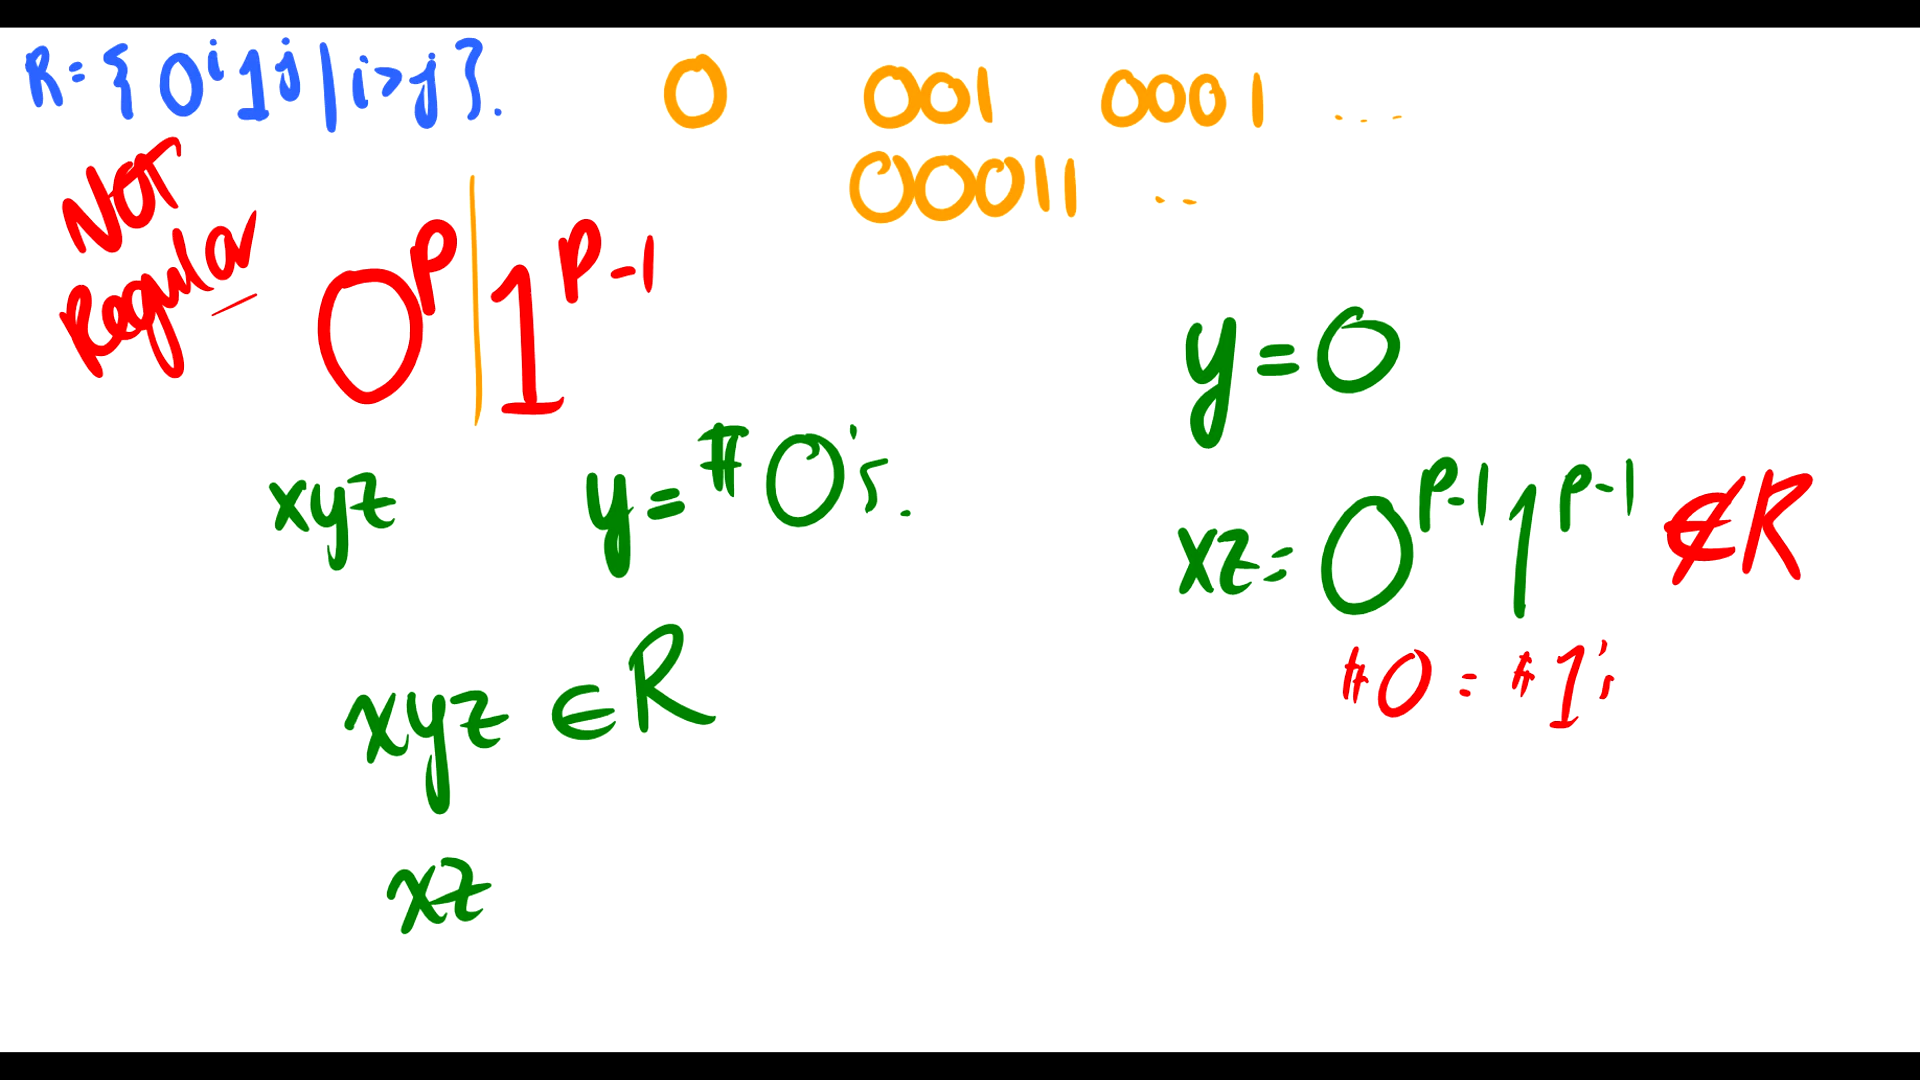 R = { 0^i 1^j | i > j }.
0 001 0001 ...
00011 ..
NOT
Regular
0^p | 1^p-1
y = 0
xyz y = # 0's.
xz = 0^p-1 1^p-1 ∉ R
xyz ∈ R
#0 = #1's
xz